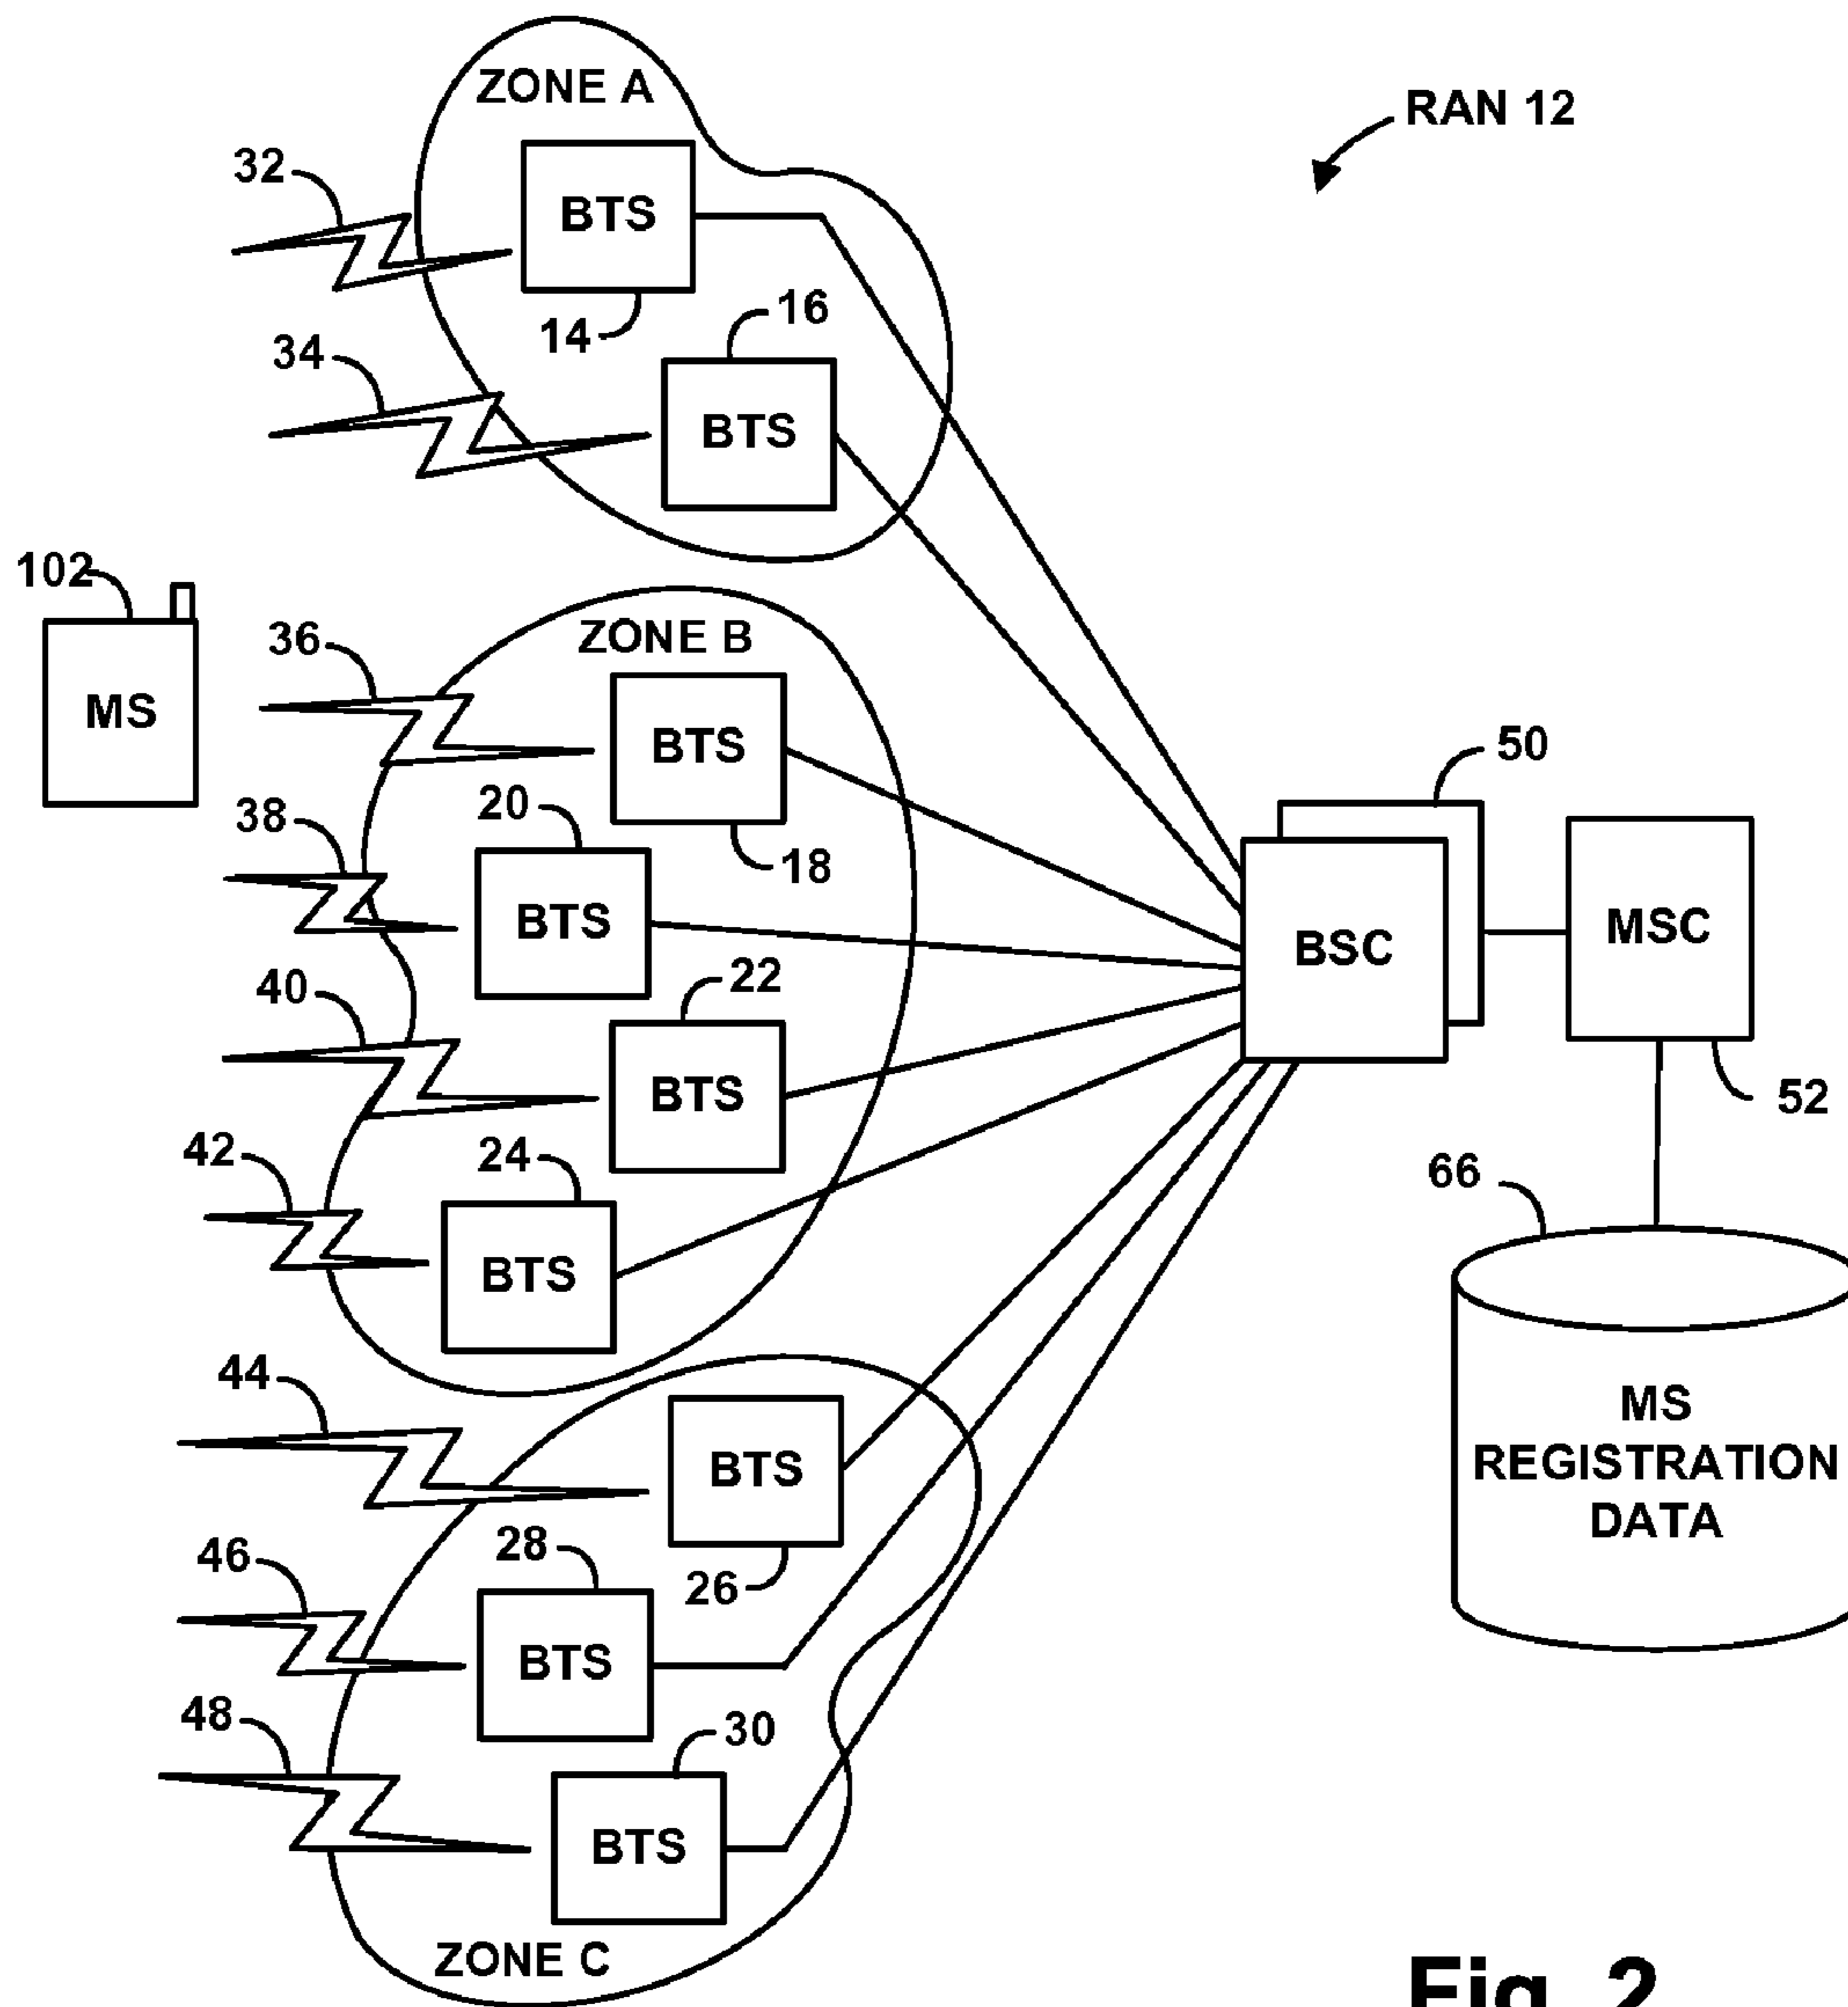 ZONE A
RAN 12
32
BTS
14
16
34
BTS
102
MS
36
ZONE B
BTS
18
38
20
BTS
22
40
BTS
42
24
BTS
50
BSC
MSC
52
66
MS
REGISTRATION
DATA
44
BTS
26
46
28
BTS
48
30
BTS
ZONE C
Fig. 2